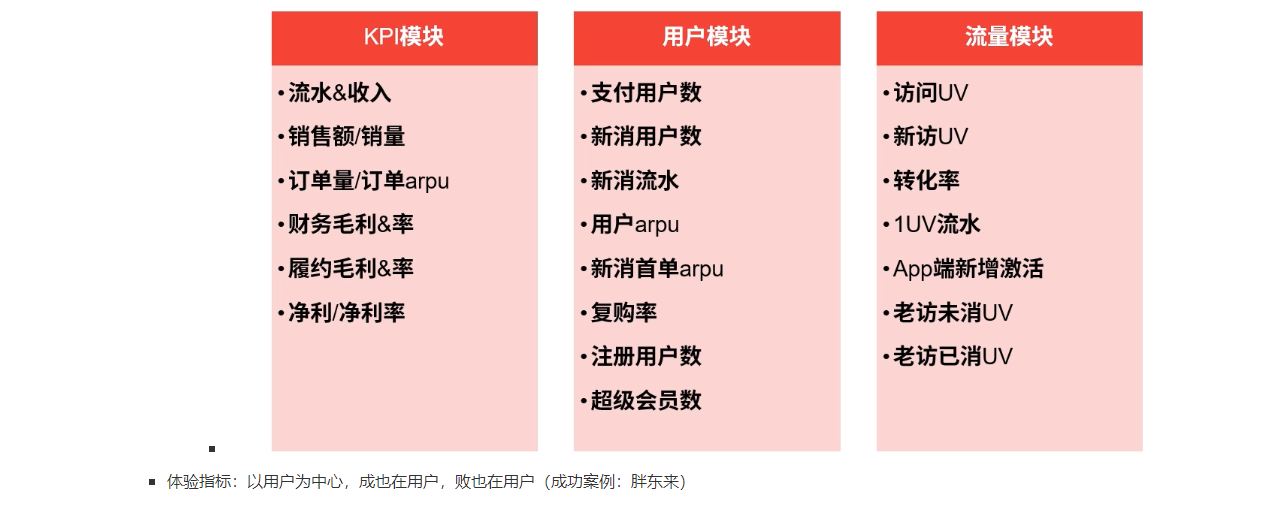 KPI模块
•流水&收入
•销售额/销量
•订单量/订单arpu
•财务毛利&率
•履约毛利&率
•净利/净利率
用户模块
•支付用户数
•新消用户数
•新消流水
•用户arpu
•新消首单arpu
•复购率
•注册用户数
•超级会员数
流量模块
•访问UV
•新访UV
•转化率
•1UV流水
•App端新增激活
•老访未消UV
•老访已消UV
▪ 体验指标：以用户为中心，成也在用户，败也在用户（成功案例：胖东来）